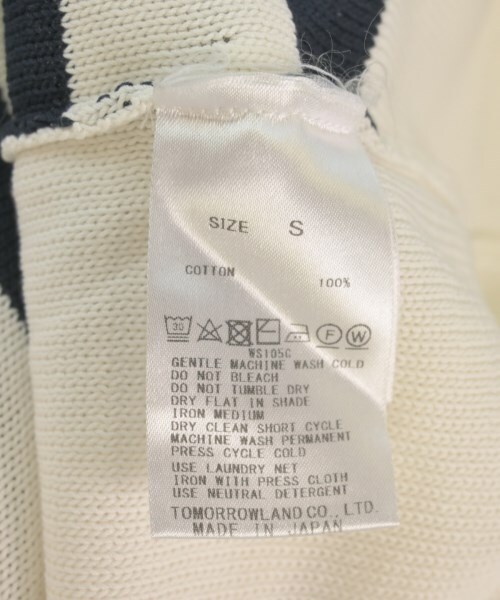 SIZE S
COTTON 100%
30 F W
WS105C
GENTLE MACHINE WASH COLD
DO NOT BLEACH
DO NOT TUMBLE DRY
DRY FLAT IN SHADE
IRON MEDIUM
DRY CLEAN SHORT CYCLE
MACHINE WASH PERMANENT
PRESS CYCLE COLD
USE LAUNDRY NET
IRON WITH PRESS CLOTH
USE NEUTRAL DETERGENT
TOMORROWLAND CO., LTD.
MADE IN JAPAN